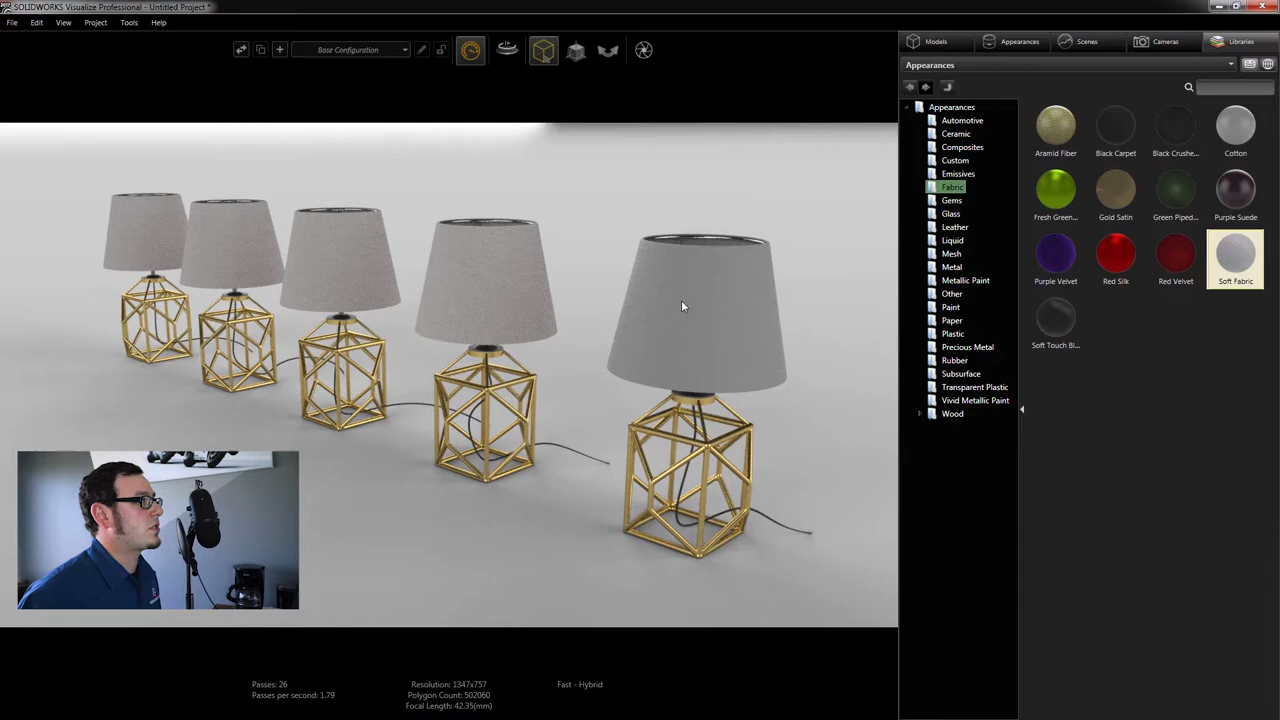 2017 SOLIDWORKS Visualize Professional - Untitled Project *
File Edit View Project Tools Help
Base Configuration
Models Appearances Scenes Cameras Libraries
Appearances
Appearances
Automotive
Ceramic
Composites
Custom
Emissives
Fabric
Gems
Glass
Leather
Liquid
Mesh
Metal
Metallic Paint
Other
Paint
Paper
Plastic
Precious Metal
Rubber
Subsurface
Transparent Plastic
Vivid Metallic Paint
Wood
Aramid Fiber Black Carpet Black Crushe... Cotton
Fresh Green... Gold Satin Green Piped... Purple Suede
Purple Velvet Red Silk Red Velvet Soft Fabric
Soft Touch Bl...
Passes: 26
Passes per second: 1.79
Resolution: 1347x757
Polygon Count: 502060
Focal Length: 42.35(mm)
Fast - Hybrid